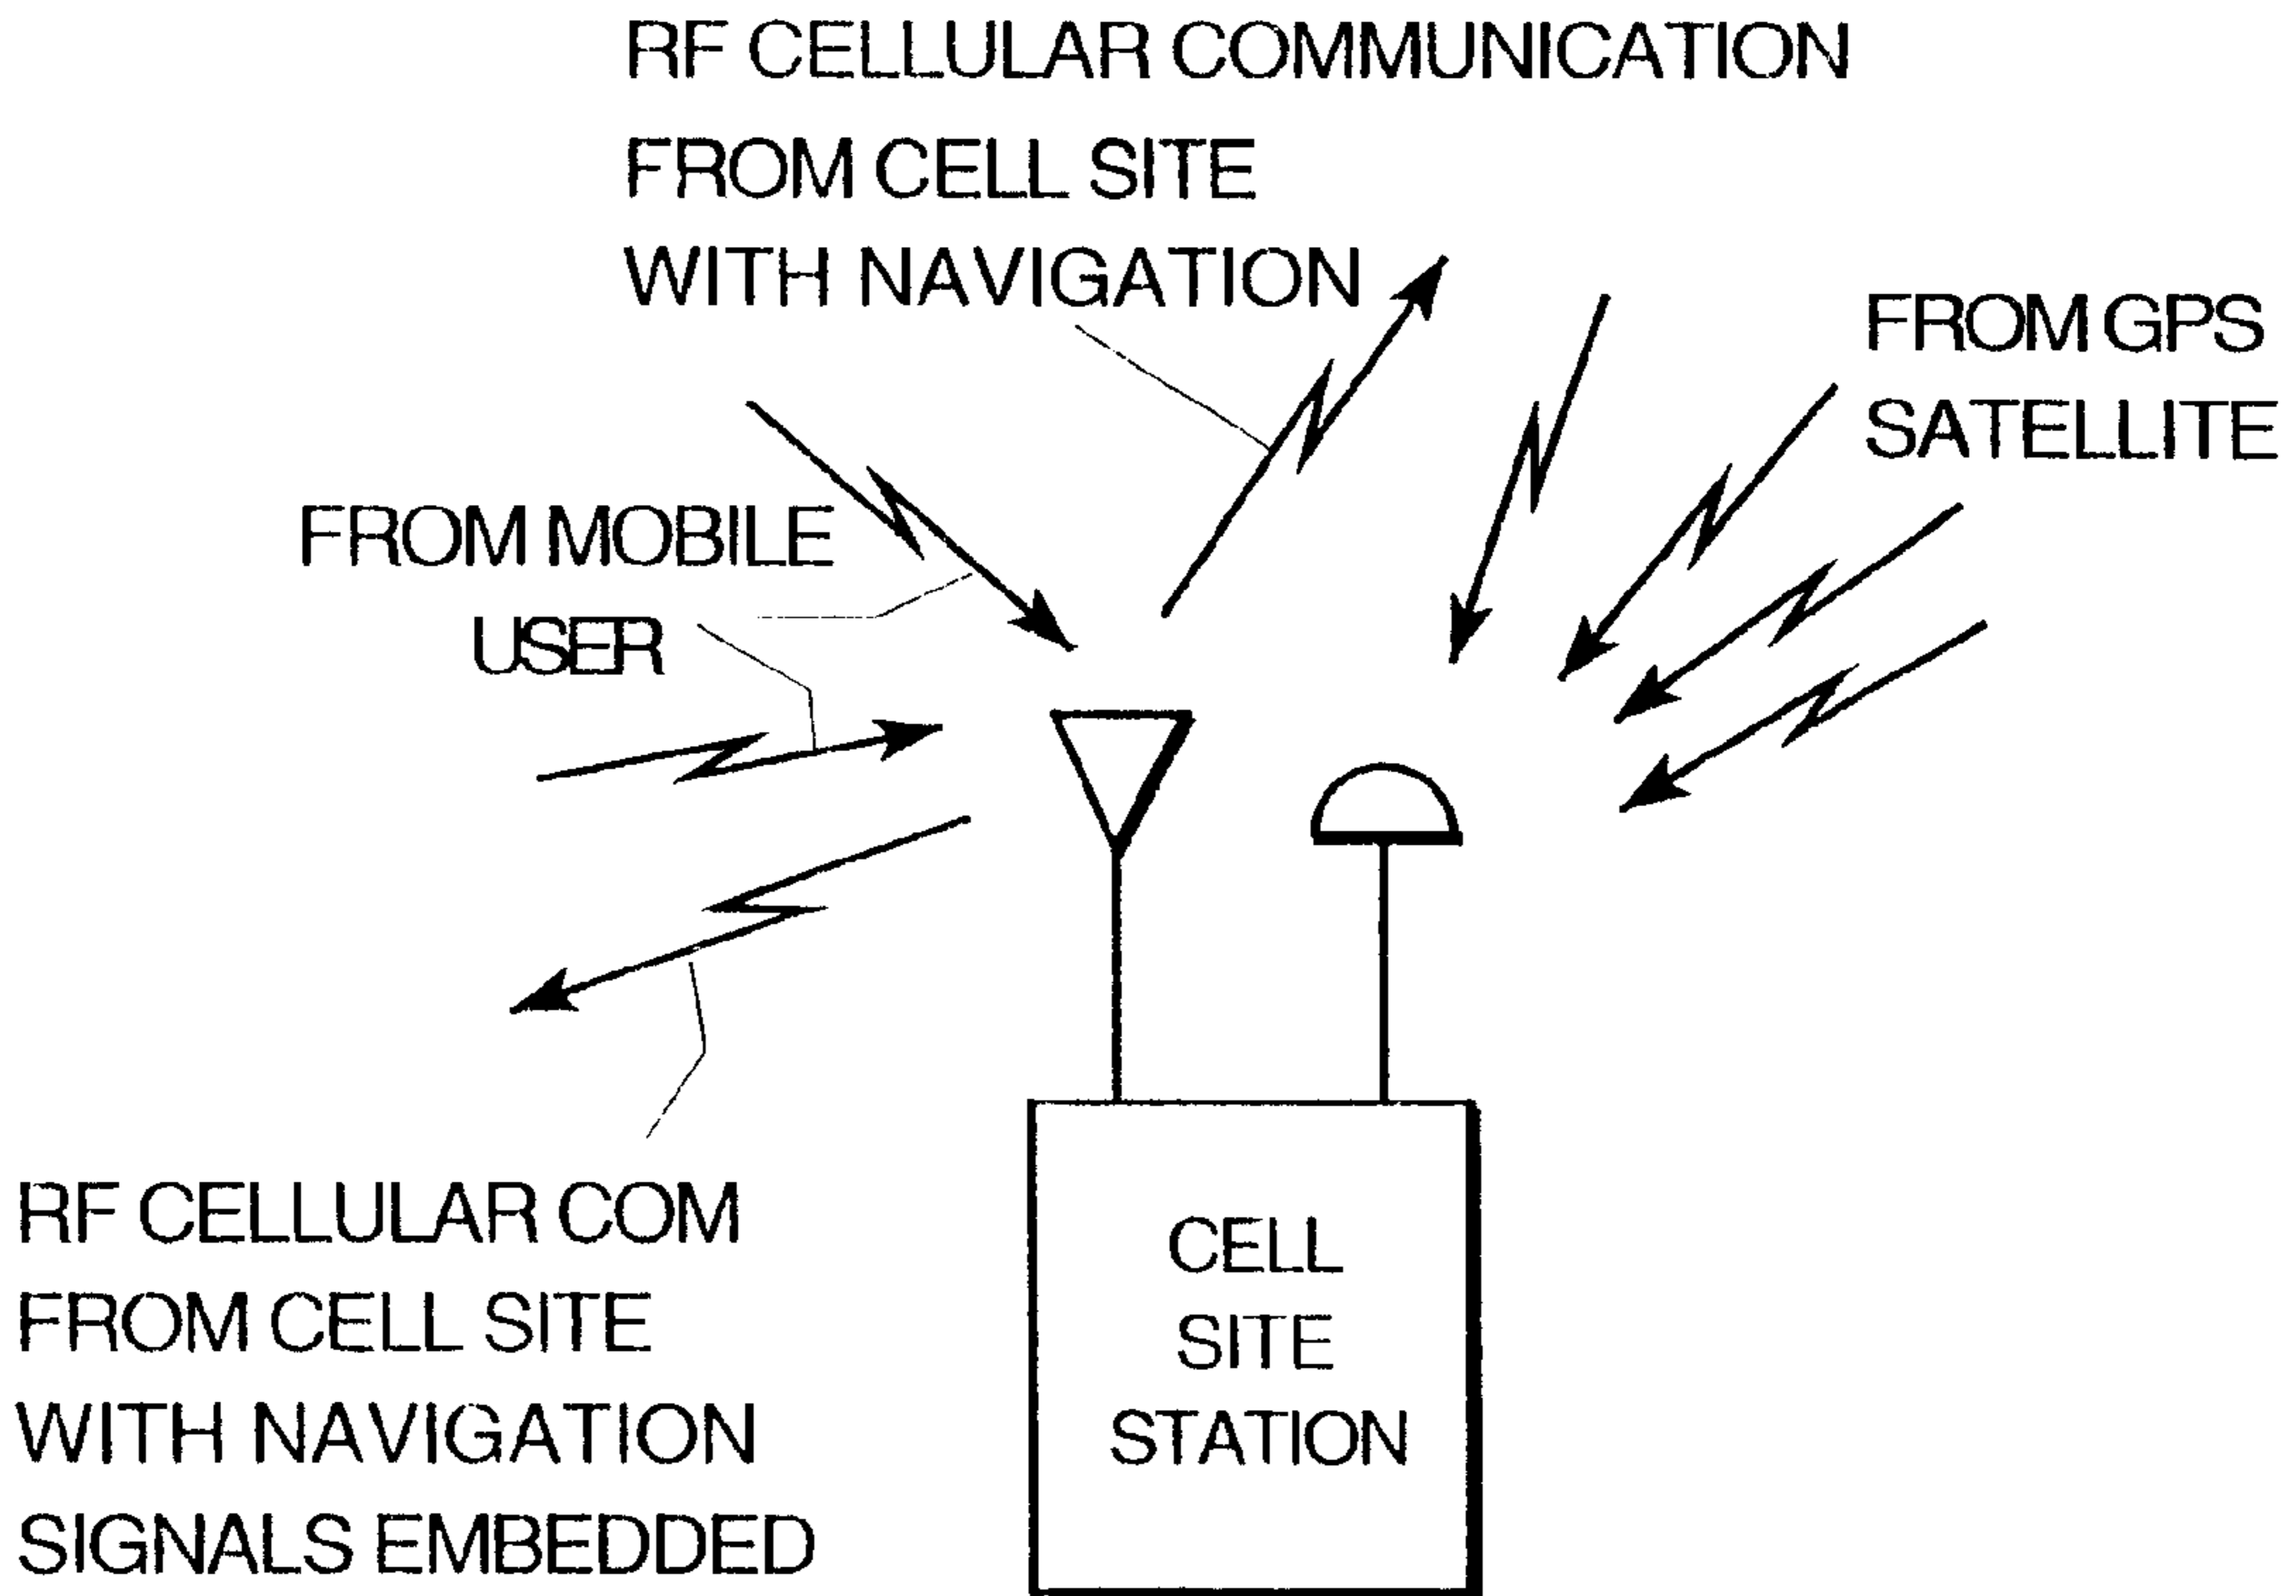 RF CELLULAR COMMUNICATION
FROM CELL SITE
WITH NAVIGATION
FROM GPS
SATELLITE
FROM MOBILE
USER
RF CELLULAR COM
FROM CELL SITE
WITH NAVIGATION
SIGNALS EMBEDDED
CELL
SITE
STATION